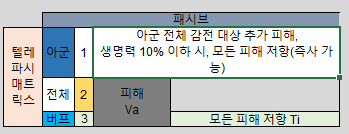 패시브
텔레
파시
매트
릭스
아군
1
아군 전체 감전 대상 추가 피해,
생명력 10% 이하 시, 모든 피해 저항(즉사 가
능)
전체
2
피해
Va
버프
3
모든 피해 저항 Ti